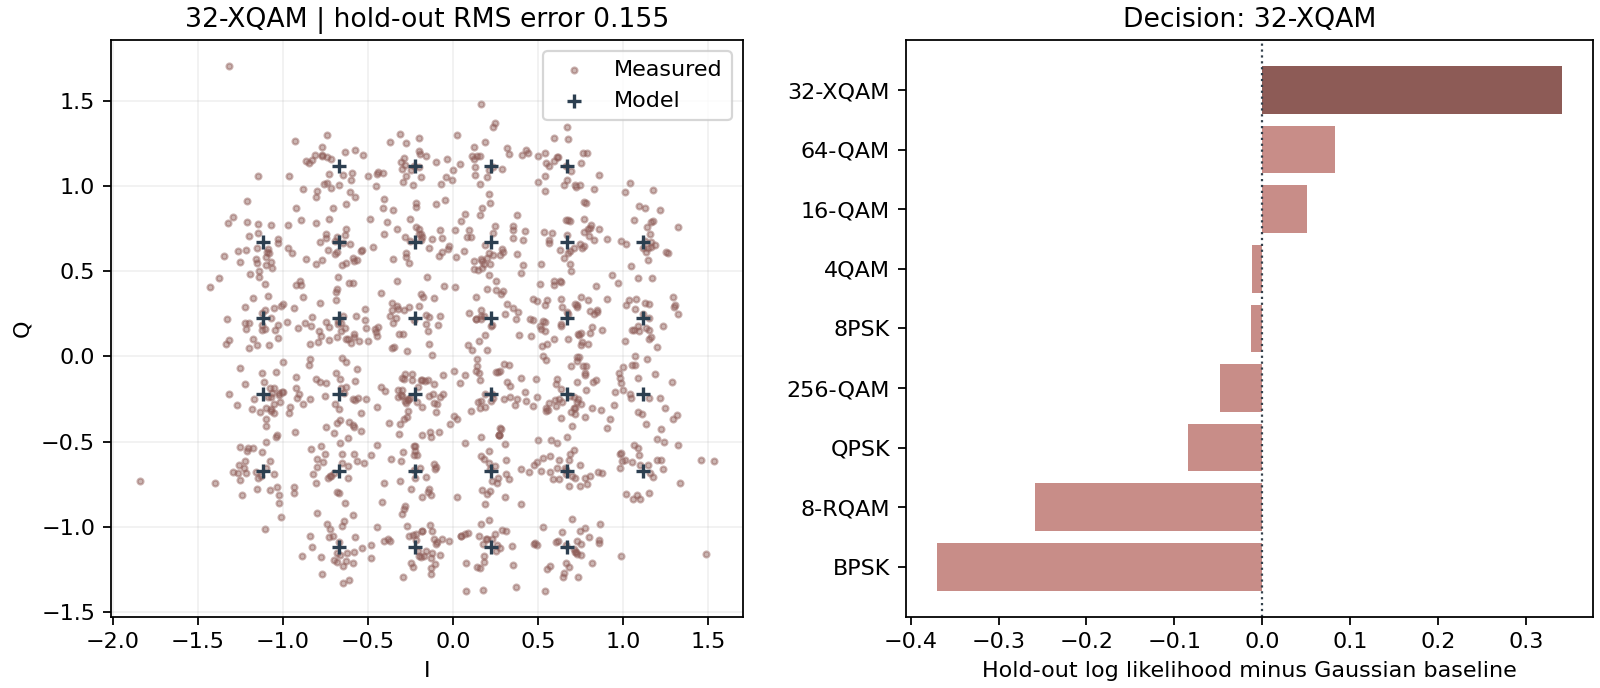 32-XQAM | hold-out RMS error 0.155
Measured
Model
Q
1.5
1.0
0.5
0.0
−0.5
−1.0
−1.5
−2.0 −1.5 −1.0 −0.5 0.0 0.5 1.0 1.5
I
Decision: 32-XQAM
32-XQAM
64-QAM
16-QAM
4QAM
8PSK
256-QAM
QPSK
8-RQAM
BPSK
−0.4 −0.3 −0.2 −0.1 0.0 0.1 0.2 0.3
Hold-out log likelihood minus Gaussian baseline